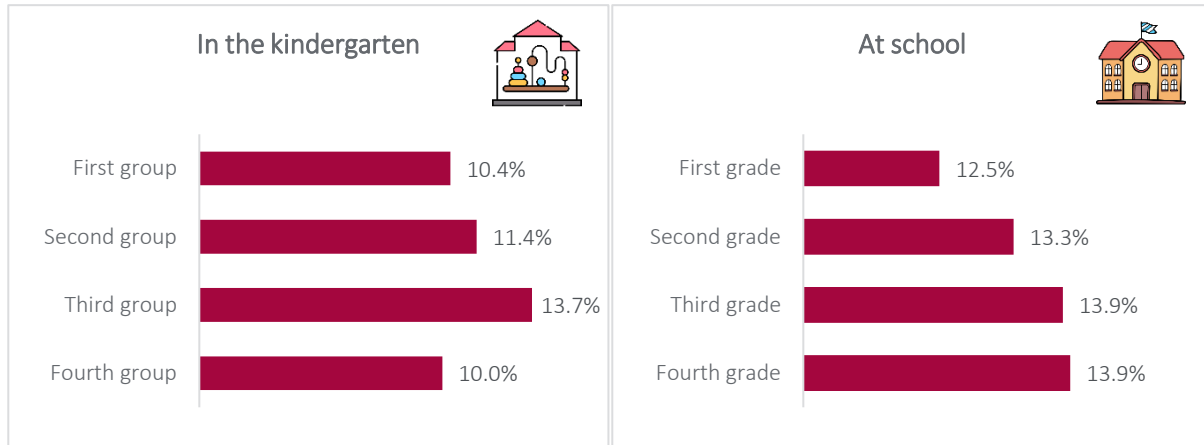 In the kindergarten
First group 10.4%
Second group 11.4%
Third group 13.7%
Fourth group 10.0%
At school
First grade 12.5%
Second grade 13.3%
Third grade 13.9%
Fourth grade 13.9%